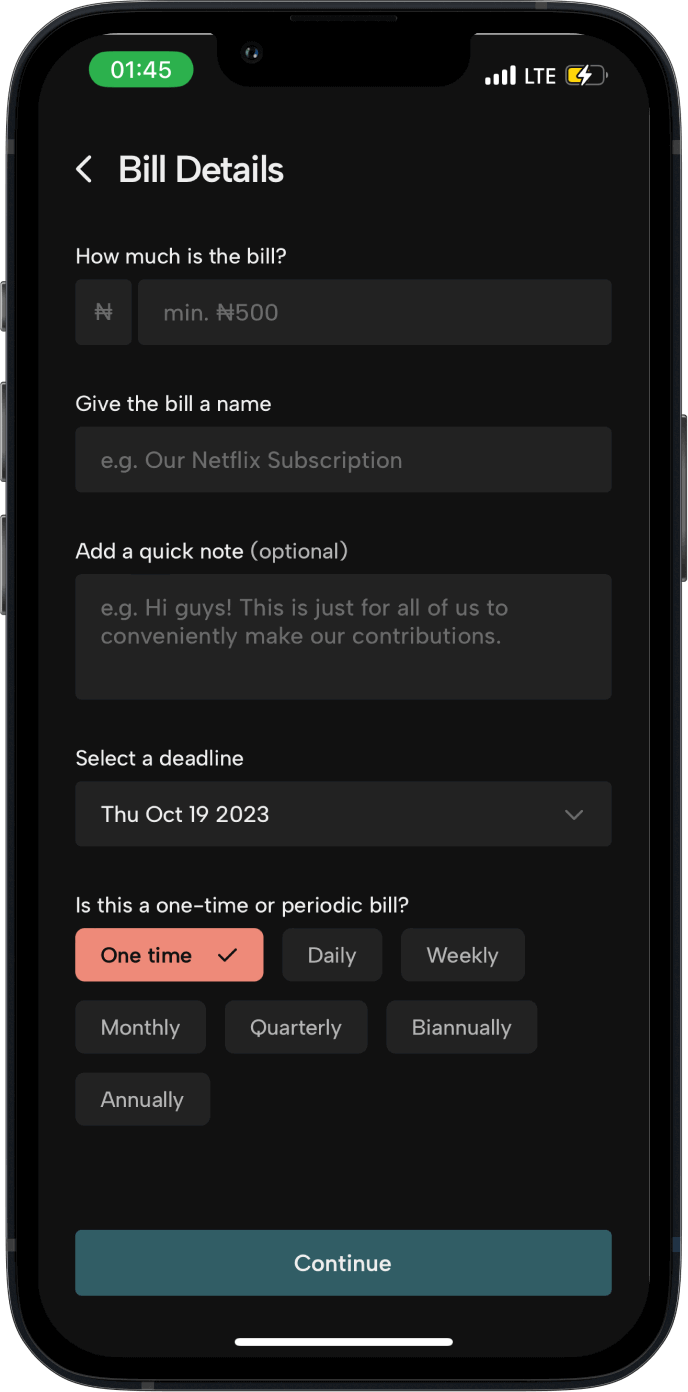 01:45
LTE
Bill Details
How much is the bill?
₦
min. ₦500
Give the bill a name
e.g. Our Netflix Subscription
Add a quick note (optional)
e.g. Hi guys! This is just for all of us to
conveniently make our contributions.
Select a deadline
Thu Oct 19 2023
Is this a one-time or periodic bill?
One time
Daily
Weekly
Monthly
Quarterly
Biannually
Annually
Continue